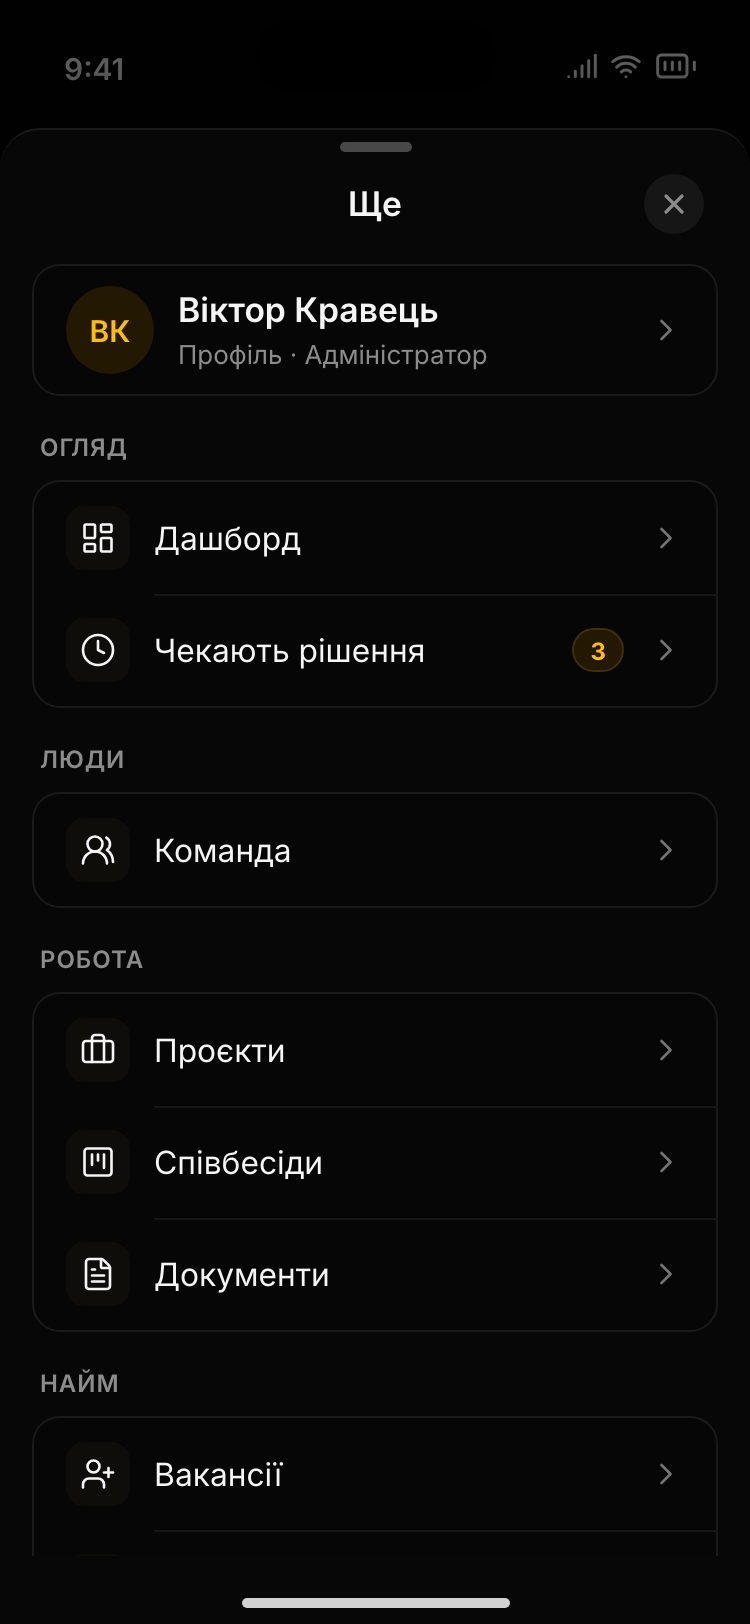 9:41
Ще
ВК
Віктор Кравець
Профіль · Адміністратор
ОГЛЯД
Дашборд
Чекають рішення
3
ЛЮДИ
Команда
РОБОТА
Проєкти
Співбесіди
Документи
НАЙМ
Вакансії